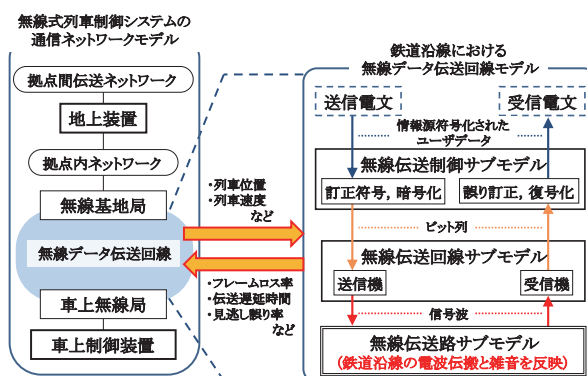 無線式列車制御システムの
通信ネットワークモデル
拠点間伝送ネットワーク
地上装置
拠点内ネットワーク
無線基地局
無線データ伝送回線
車上無線局
車上制御装置
・列車位置
・列車速度
など
・フレームロス率
・伝送遅延時間
・見逃し誤り率
など
鉄道沿線における
無線データ伝送回線モデル
送信電文
受信電文
情報源符号化された
ユーザデータ
無線伝送制御サブモデル
訂正符号，暗号化
誤り訂正，復号化
ビット列
無線伝送回線サブモデル
送信機
受信機
信号波
無線伝送路サブモデル
(鉄道沿線の電波伝搬と雑音を反映)